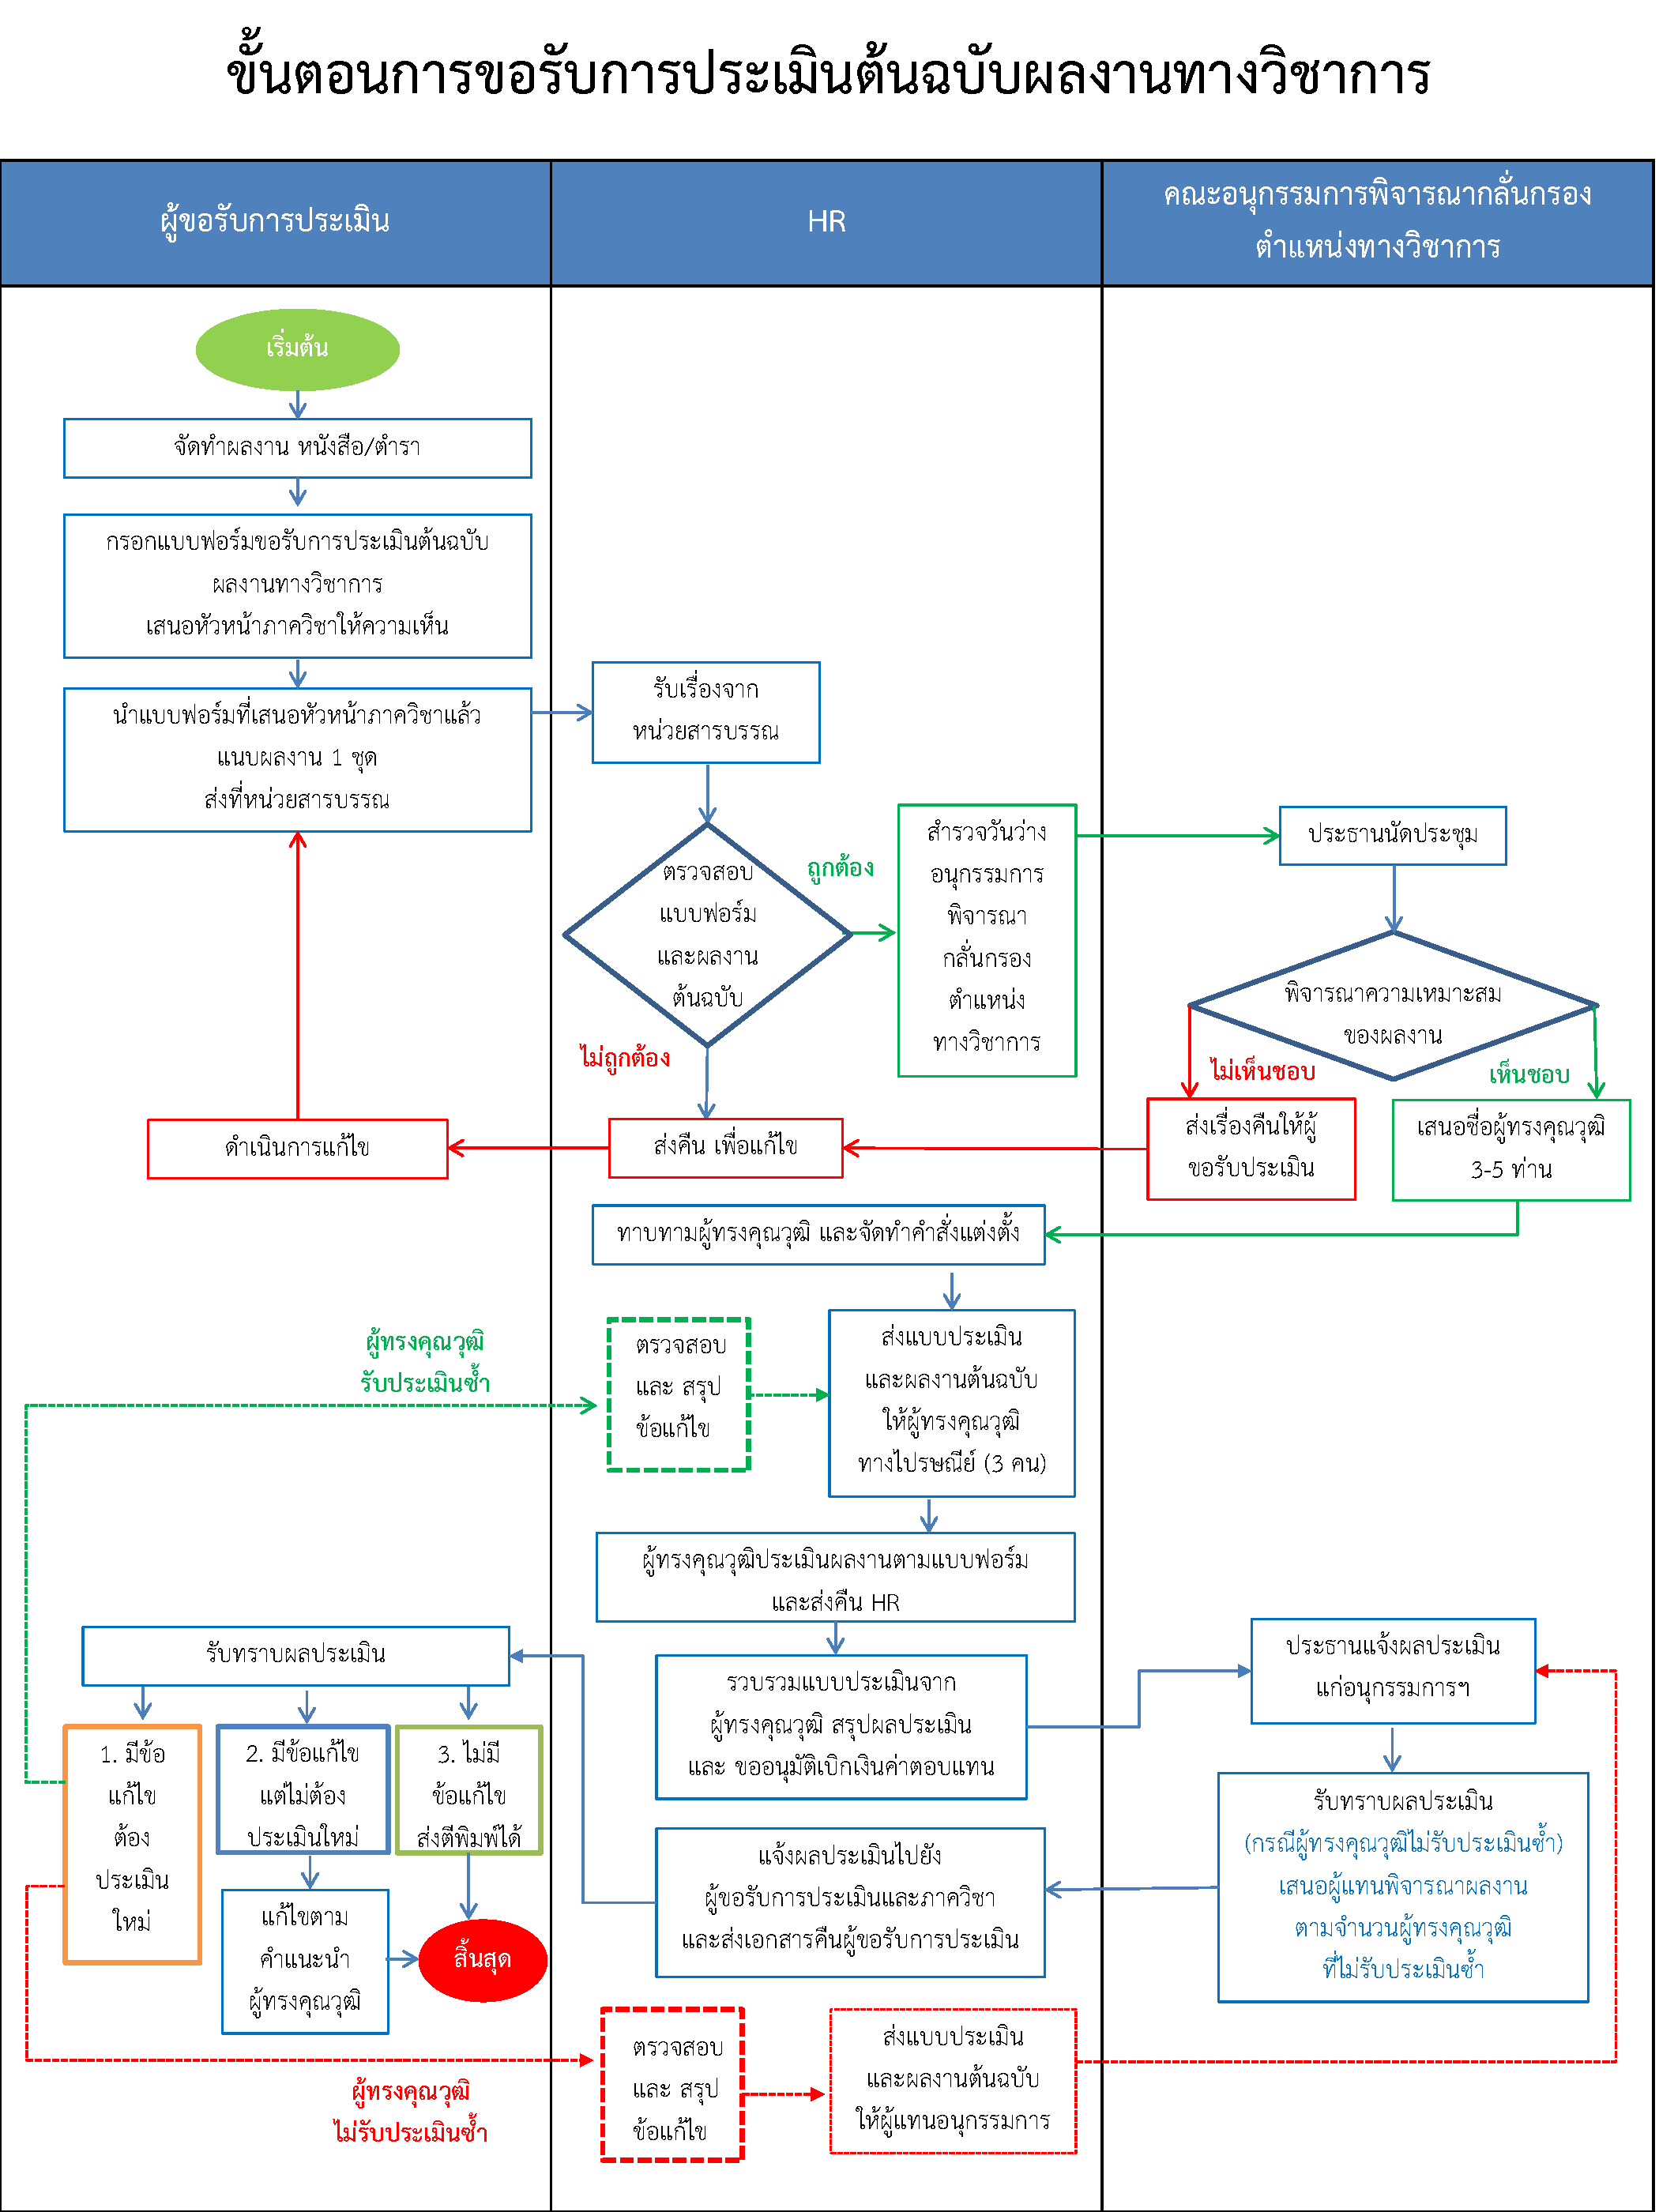 ขั้นตอนการขอรับการประเมินต้นฉบับผลงานทางวิชาการ
ผู้ขอรับการประเมิน
HR
คณะอนุกรรมการพิจารณากลั่นกรอง
ตำแหน่งทางวิชาการ
เริ่มต้น
จัดทำผลงาน หนังสือ/ตำรา
กรอกแบบฟอร์มขอรับการประเมินต้นฉบับ
ผลงานทางวิชาการ
เสนอหัวหน้าภาควิชาให้ความเห็น
นำแบบฟอร์มที่เสนอหัวหน้าภาควิชาแล้ว
แนบผลงาน 1 ชุด
ส่งที่หน่วยสารบรรณ
รับเรื่องจาก
หน่วยสารบรรณ
ตรวจสอบ
แบบฟอร์ม
และผลงาน
ต้นฉบับ
ถูกต้อง
ไม่ถูกต้อง
สำรวจวันว่าง
อนุกรรมการ
พิจารณา
กลั่นกรอง
ตำแหน่ง
ทางวิชาการ
ประธานนัดประชุม
พิจารณาความเหมาะสม
ของผลงาน
ไม่เห็นชอบ
เห็นชอบ
ส่งเรื่องคืนให้ผู้
ขอรับประเมิน
เสนอชื่อผู้ทรงคุณวุฒิ
3-5 ท่าน
ส่งคืน เพื่อแก้ไข
ดำเนินการแก้ไข
ทาบทามผู้ทรงคุณวุฒิ และจัดทำคำสั่งแต่งตั้ง
ผู้ทรงคุณวุฒิ
รับประเมินซ้ำ
ตรวจสอบ
และ สรุป
ข้อแก้ไข
ส่งแบบประเมิน
และผลงานต้นฉบับ
ให้ผู้ทรงคุณวุฒิ
ทางไปรษณีย์ (3 คน)
ผู้ทรงคุณวุฒิประเมินผลงานตามแบบฟอร์ม
และส่งคืน HR
รวบรวมแบบประเมินจาก
ผู้ทรงคุณวุฒิ สรุปผลประเมิน
และ ขออนุมัติเบิกเงินค่าตอบแทน
ประธานแจ้งผลประเมิน
แก่อนุกรรมการฯ
รับทราบผลประเมิน
(กรณีผู้ทรงคุณวุฒิไม่รับประเมินซ้ำ)
เสนอผู้แทนพิจารณาผลงาน
ตามจำนวนผู้ทรงคุณวุฒิ
ที่ไม่รับประเมินซ้ำ
แจ้งผลประเมินไปยัง
ผู้ขอรับการประเมินและภาควิชา
และส่งเอกสารคืนผู้ขอรับการประเมิน
รับทราบผลประเมิน
1. มีข้อ
แก้ไข
ต้อง
ประเมิน
ใหม่
2. มีข้อแก้ไข
แต่ไม่ต้อง
ประเมินใหม่
3. ไม่มี
ข้อแก้ไข
ส่งตีพิมพ์ได้
แก้ไขตาม
คำแนะนำ
ผู้ทรงคุณวุฒิ
สิ้นสุด
ผู้ทรงคุณวุฒิ
ไม่รับประเมินซ้ำ
ตรวจสอบ
และ สรุป
ข้อแก้ไข
ส่งแบบประเมิน
และผลงานต้นฉบับ
ให้ผู้แทนอนุกรรมการ